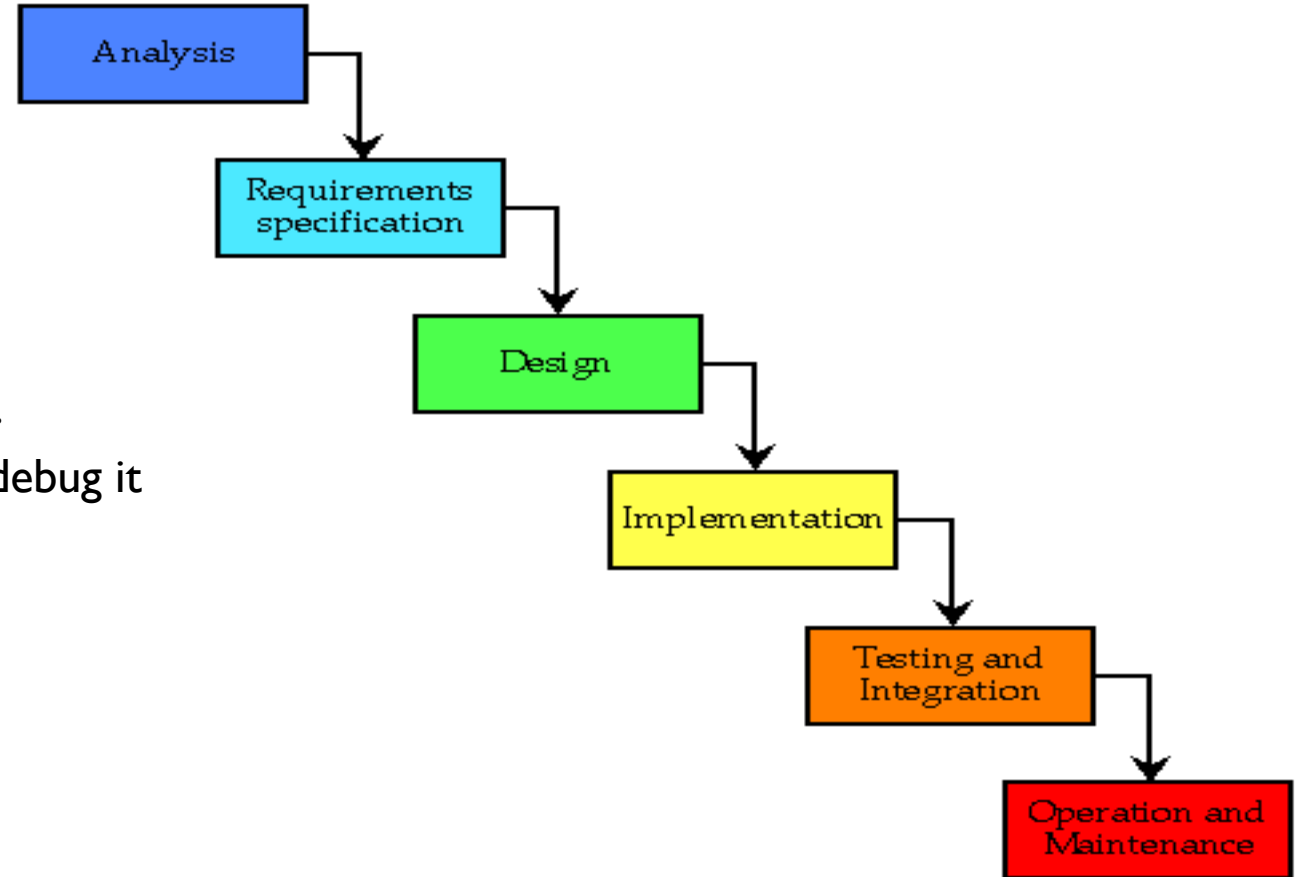 Analysis
Requirements
specification
Design
.
debug it
Implementation
Testing and
Integration
Operation and
Maintenance